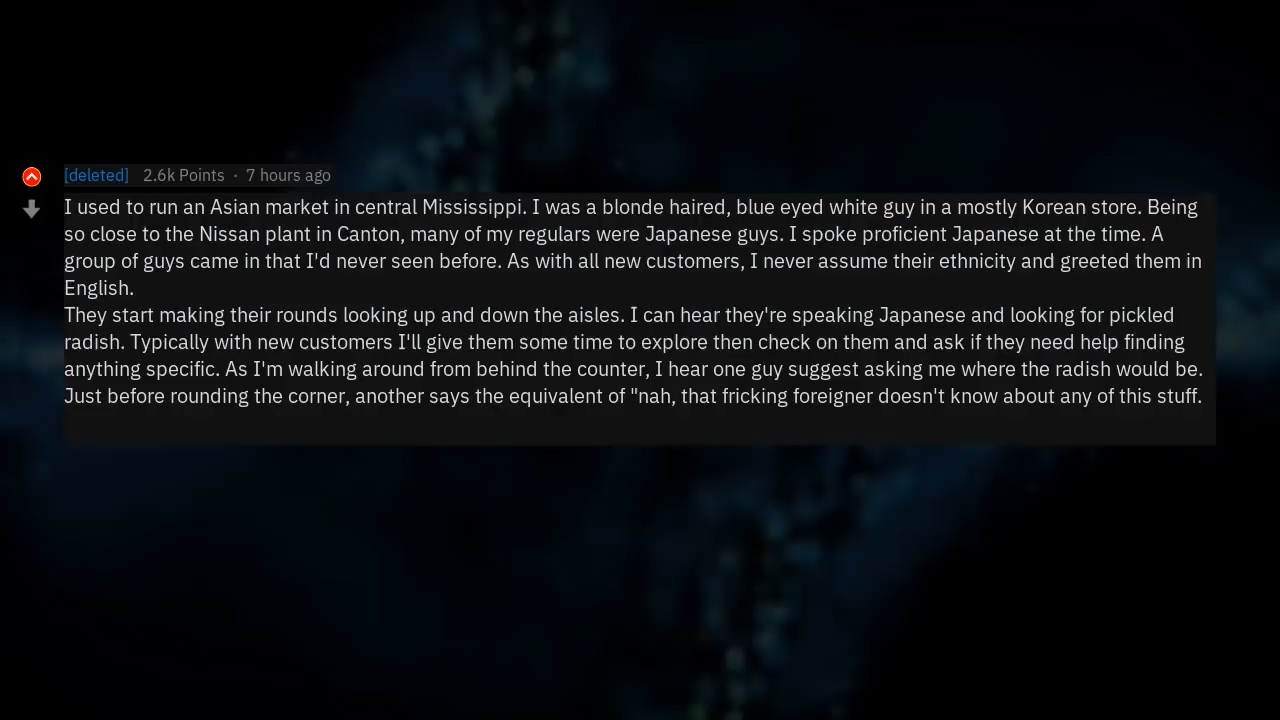 [deleted] 2.6k Points · 7 hours ago
I used to run an Asian market in central Mississippi. I was a blonde haired, blue eyed white guy in a mostly Korean store. Being
so close to the Nissan plant in Canton, many of my regulars were Japanese guys. I spoke proficient Japanese at the time. A
group of guys came in that I'd never seen before. As with all new customers, I never assume their ethnicity and greeted them in
English.
They start making their rounds looking up and down the aisles. I can hear they're speaking Japanese and looking for pickled
radish. Typically with new customers I'll give them some time to explore then check on them and ask if they need help finding
anything specific. As I'm walking around from behind the counter, I hear one guy suggest asking me where the radish would be.
Just before rounding the corner, another says the equivalent of "nah, that fricking foreigner doesn't know about any of this stuff.